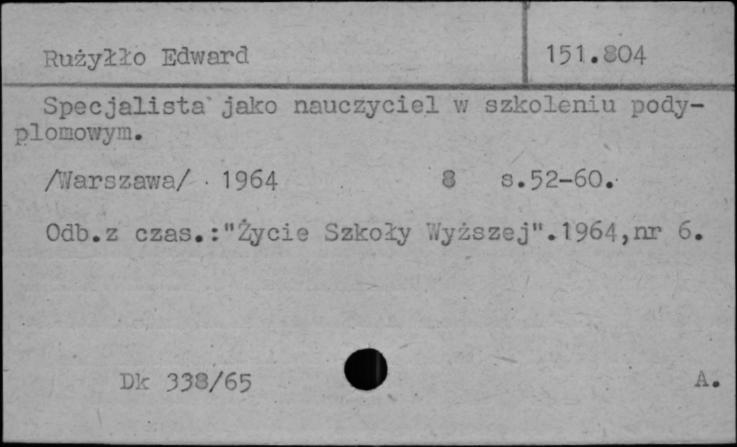 Rużyłło Edward 151.804
Specjalista jako nauczyciel w szkoleniu pody-
plomowym.
/Warszawa/ 1964 8 s.52-60.
Odb.z czas.:"Życie Szkoły Wyższej".1964,nr 6.
Dk 338/65 A.